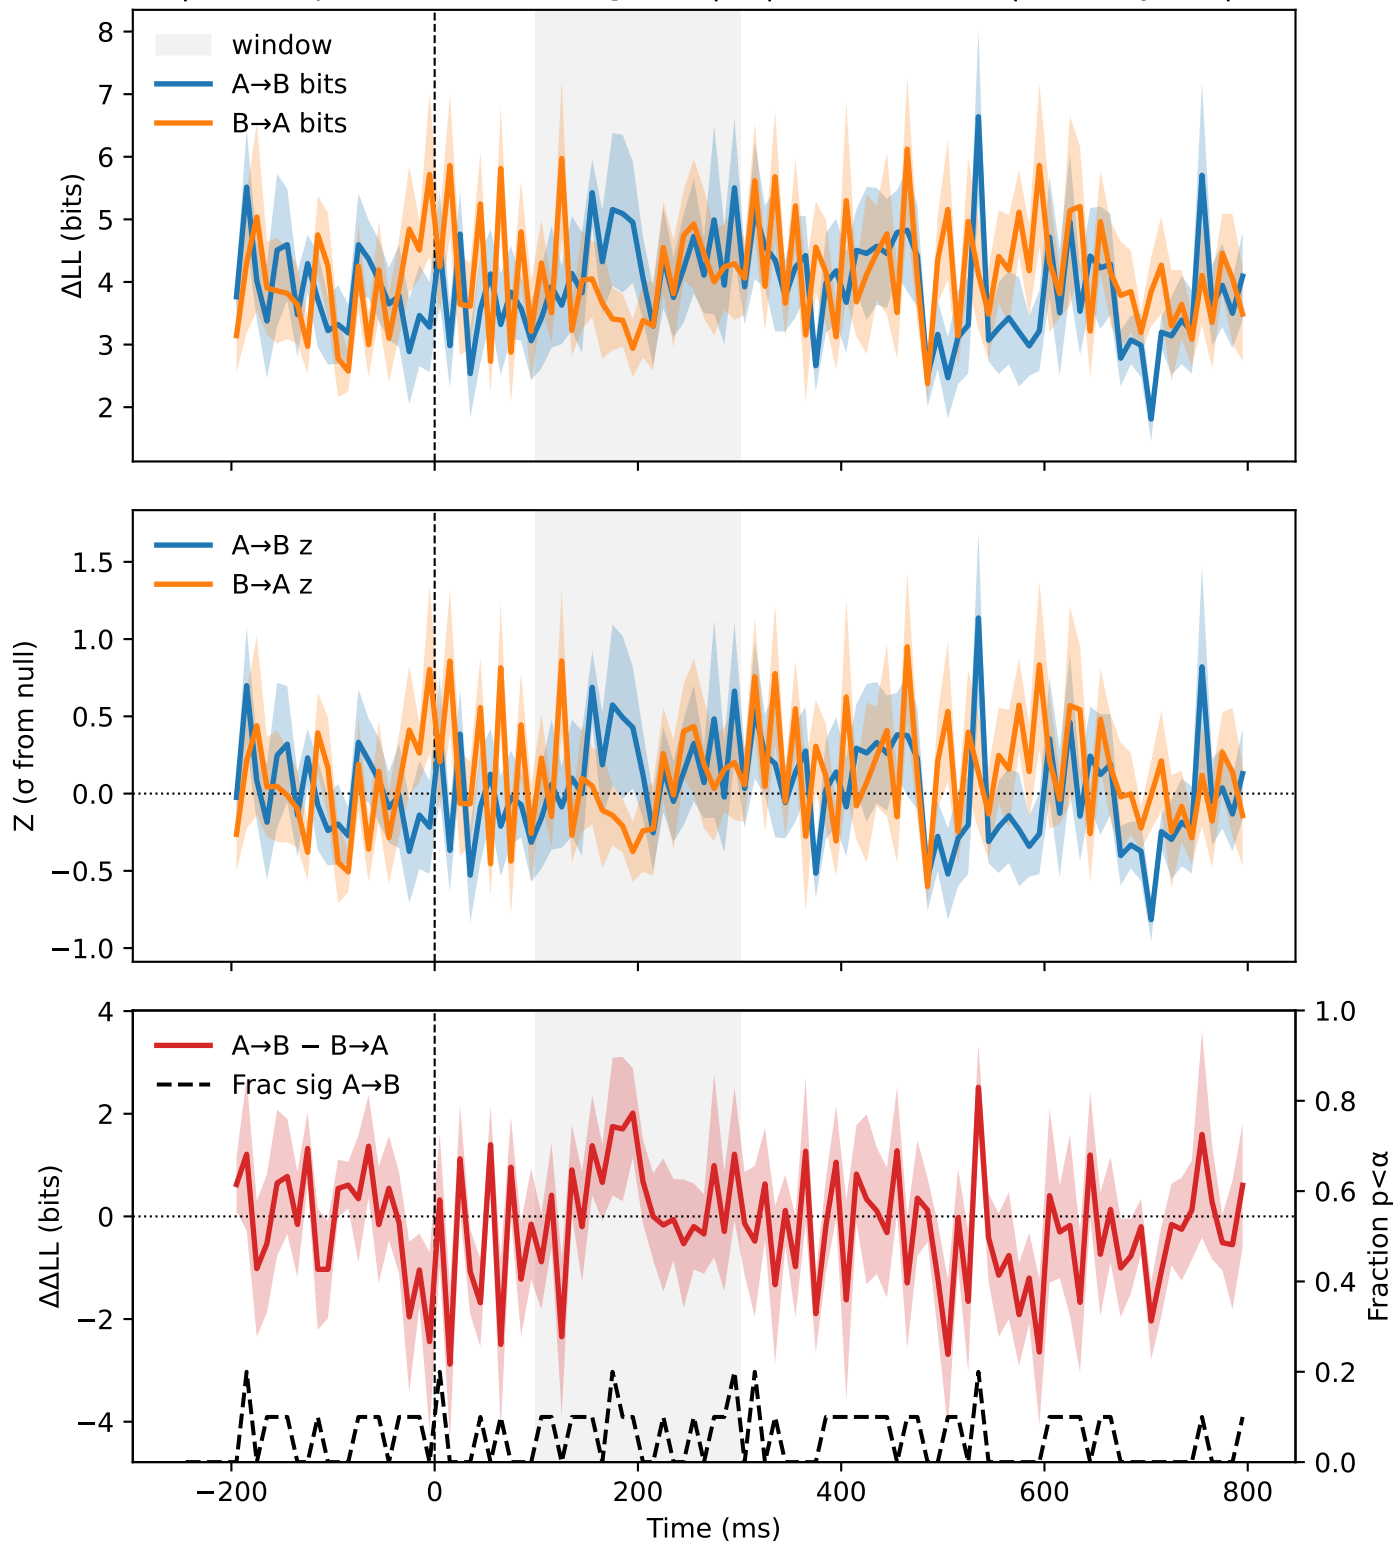 window
A→B bits
B→A bits
8
7
6
5
4
3
2
ΔLL (bits)
A→B z
B→A z
1.5
1.0
0.5
0.0
−0.5
−1.0
Z (σ from null)
A→B − B→A
Frac sig A→B
4
2
0
−2
−4
ΔΔLL (bits)
1.0
0.8
0.6
0.4
0.2
0.0
Fraction p<α
−200
0
200
400
600
800
Time (ms)